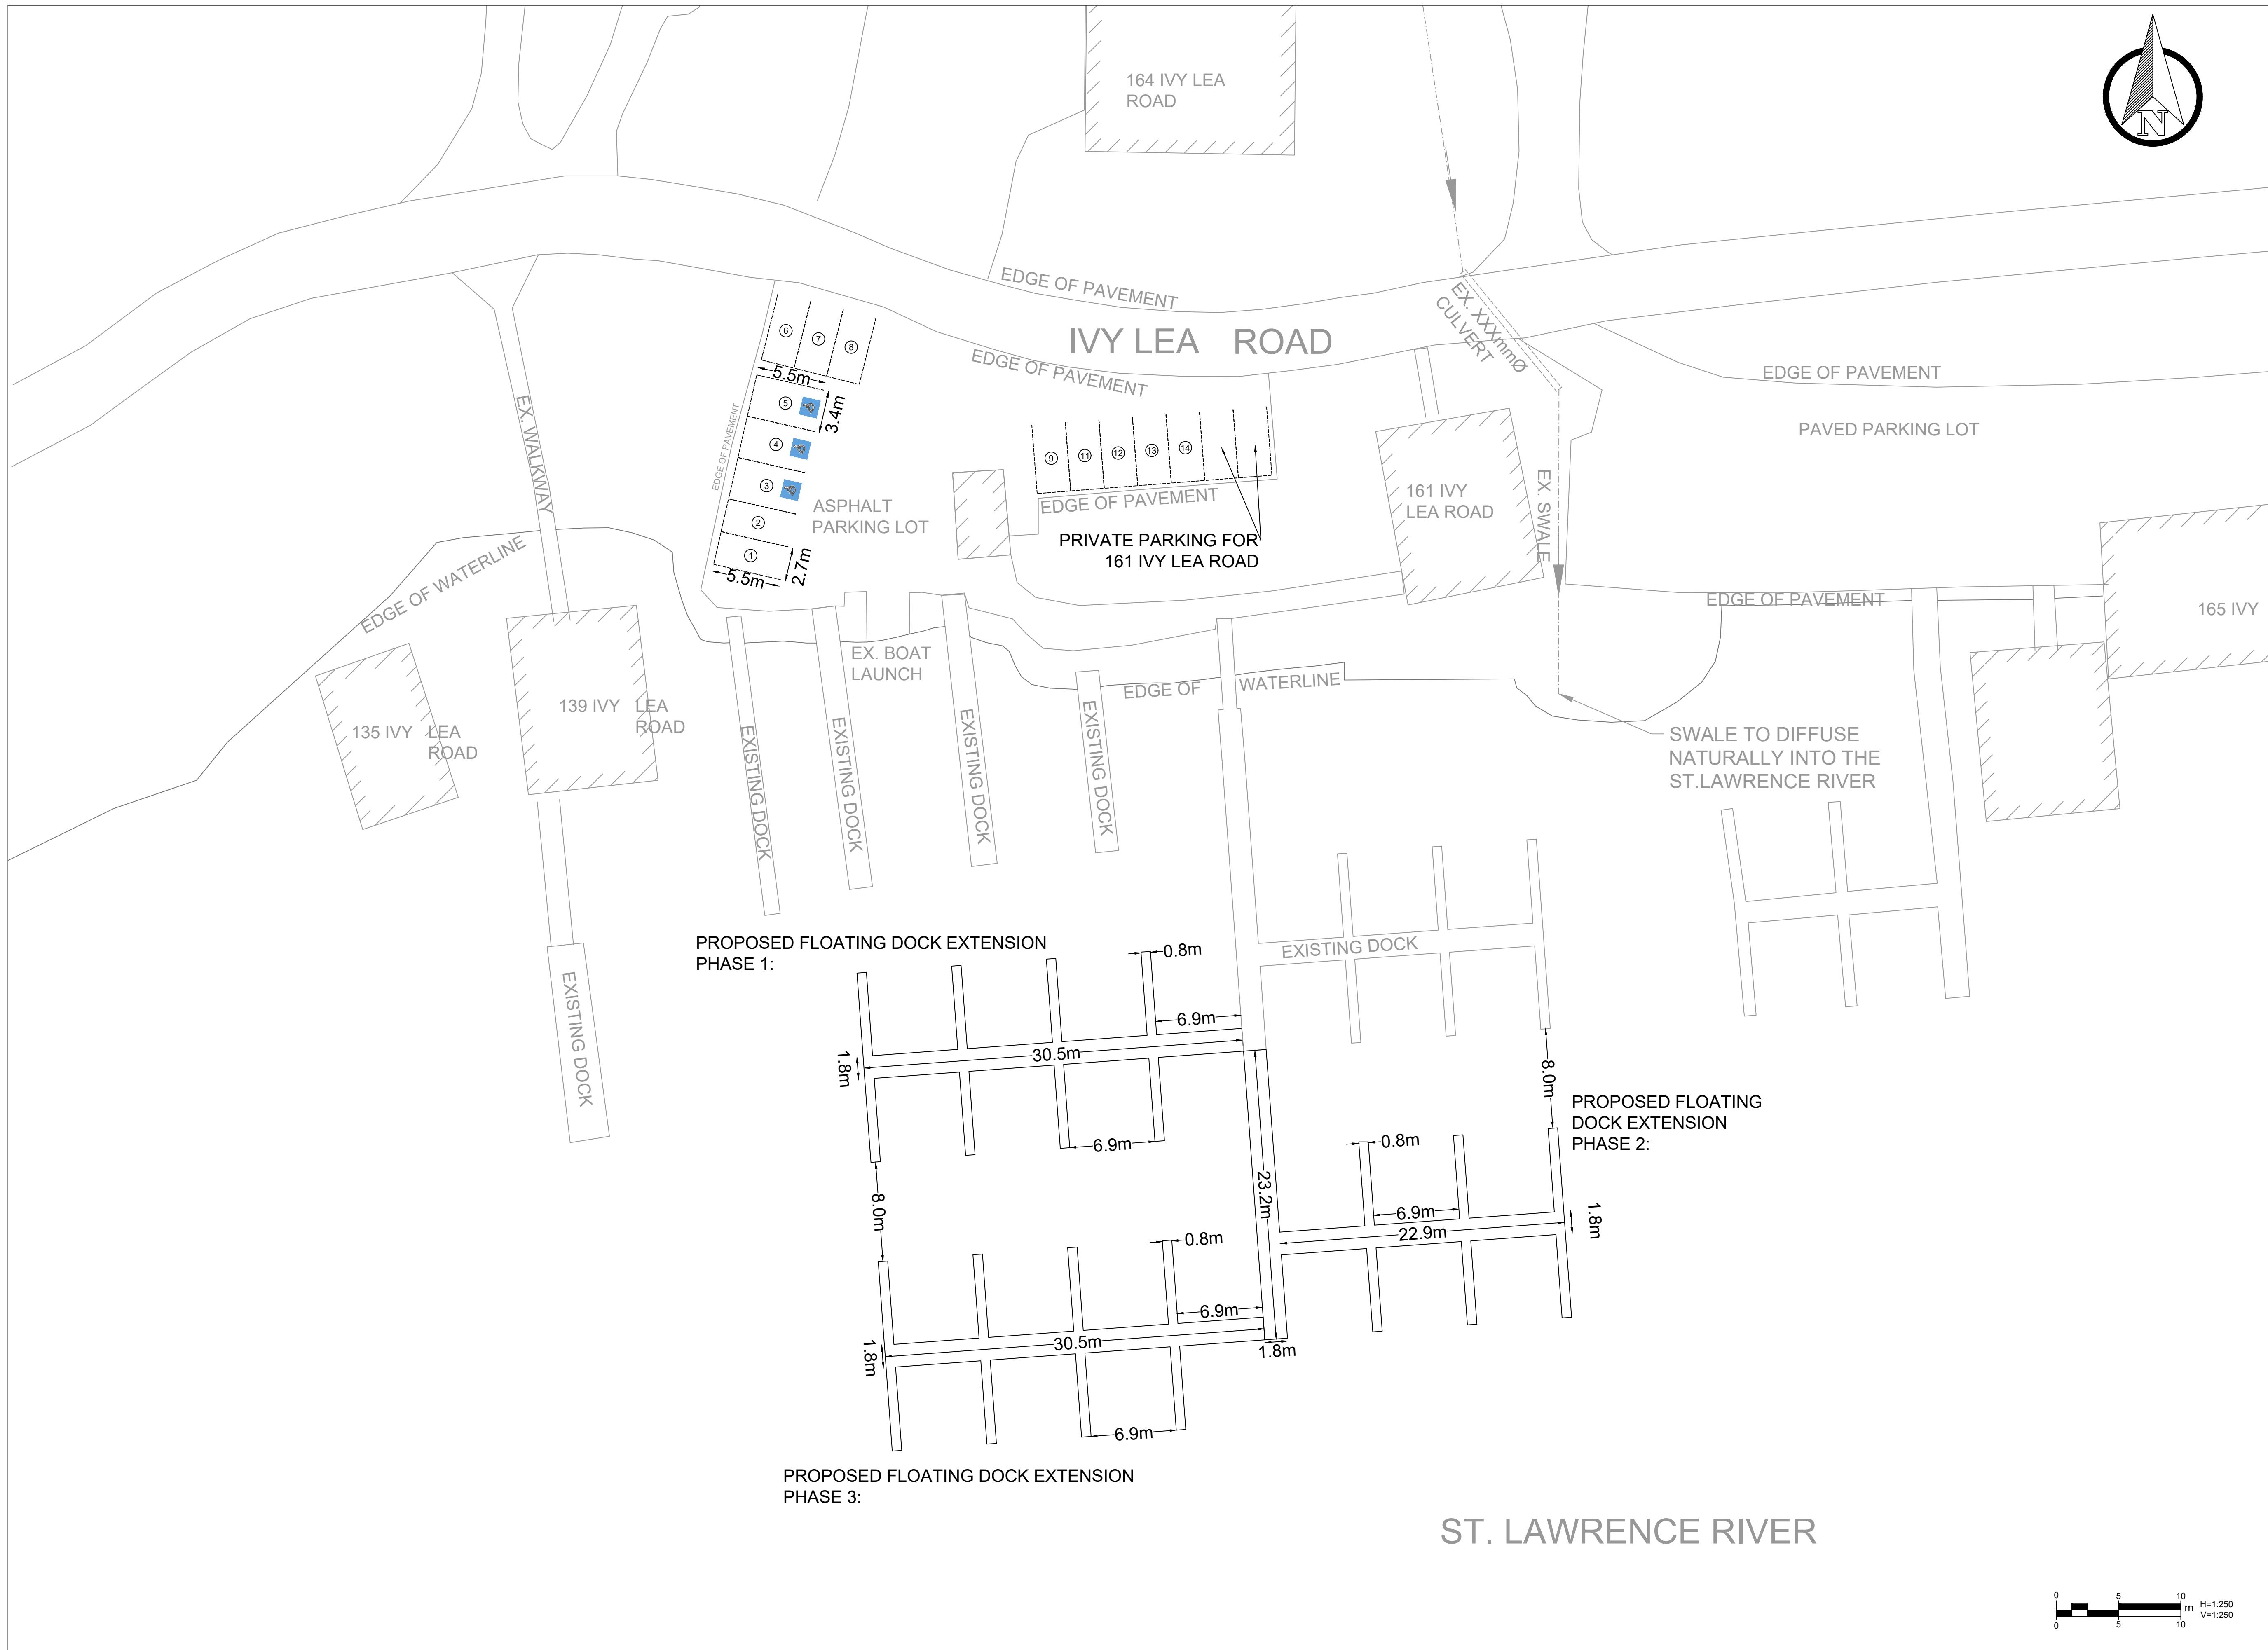 164 IVY LEA
ROAD
N
EDGE OF PAVEMENT
IVY LEA ROAD
EDGE OF PAVEMENT
EX. XXXmmØ
CULVERT
EDGE OF PAVEMENT
PAVED PARKING LOT
6
7
8
5.5m
5
3.4m
4
3
2
1
5.5m
2.7m
EDGE OF PAVEMENT
ASPHALT
PARKING LOT
EX. WALKWAY
9
11
12
13
14
EDGE OF PAVEMENT
PRIVATE PARKING FOR
161 IVY LEA ROAD
161 IVY
LEA ROAD
EX. SWALE
EDGE OF PAVEMENT
165 IVY
EDGE OF WATERLINE
135 IVY LEA
ROAD
139 IVY LEA
ROAD
EX. BOAT
LAUNCH
EDGE OF WATERLINE
SWALE TO DIFFUSE
NATURALLY INTO THE
ST.LAWRENCE RIVER
EXISTING DOCK
EXISTING DOCK
EXISTING DOCK
EXISTING DOCK
EXISTING DOCK
EXISTING DOCK
PROPOSED FLOATING DOCK EXTENSION
PHASE 1:
0.8m
6.9m
30.5m
1.8m
6.9m
8.0m
23.2m
8.0m
PROPOSED FLOATING
DOCK EXTENSION
PHASE 2:
0.8m
6.9m
22.9m
1.8m
0.8m
6.9m
30.5m
1.8m
1.8m
6.9m
PROPOSED FLOATING DOCK EXTENSION
PHASE 3:
ST. LAWRENCE RIVER
0 5 10
m H=1:250
V=1:250
0 5 10